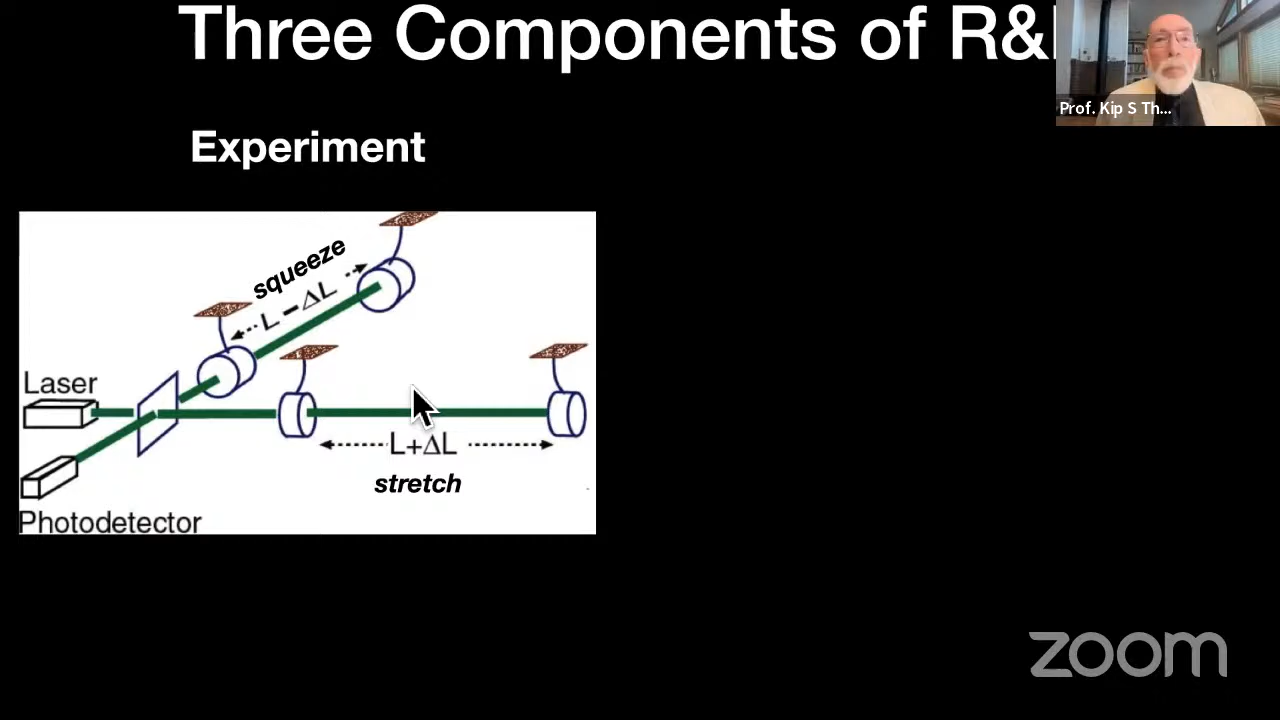 Three Components of R&
Prof. Kip S Th...
Experiment
squeeze
L - ΔL
Laser
L+ΔL
stretch
Photodetector
zoom